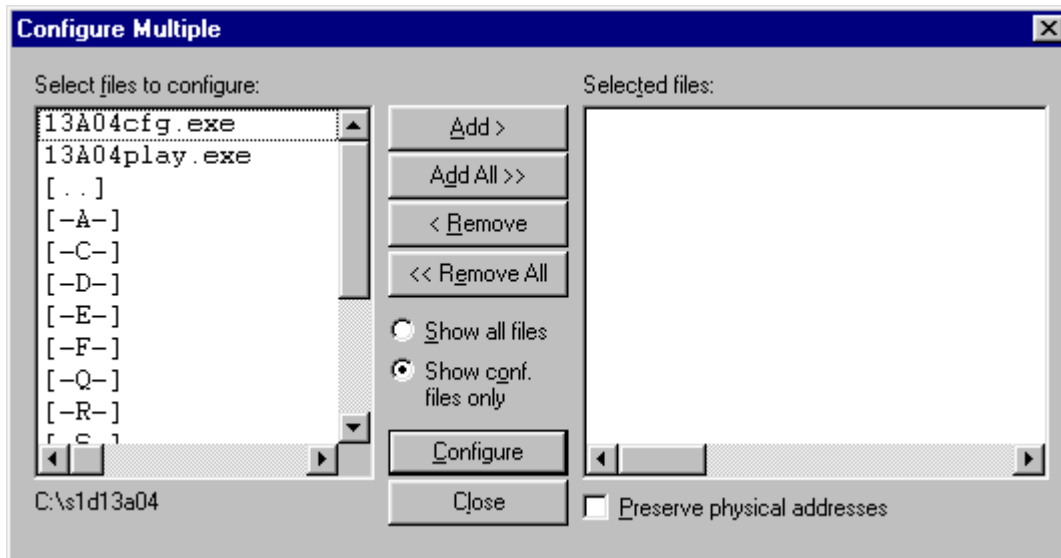 Configure Multiple
Select files to configure:
13A04cfg.exe
13A04play.exe
[..]
[-A-]
[-C-]
[-D-]
[-E-]
[-F-]
[-Q-]
[-R-]
C:\s1d13a04
Add >
Add All >>
< Remove
<< Remove All
Show all files
Show conf.
files only
Configure
Close
Selected files:
Preserve physical addresses